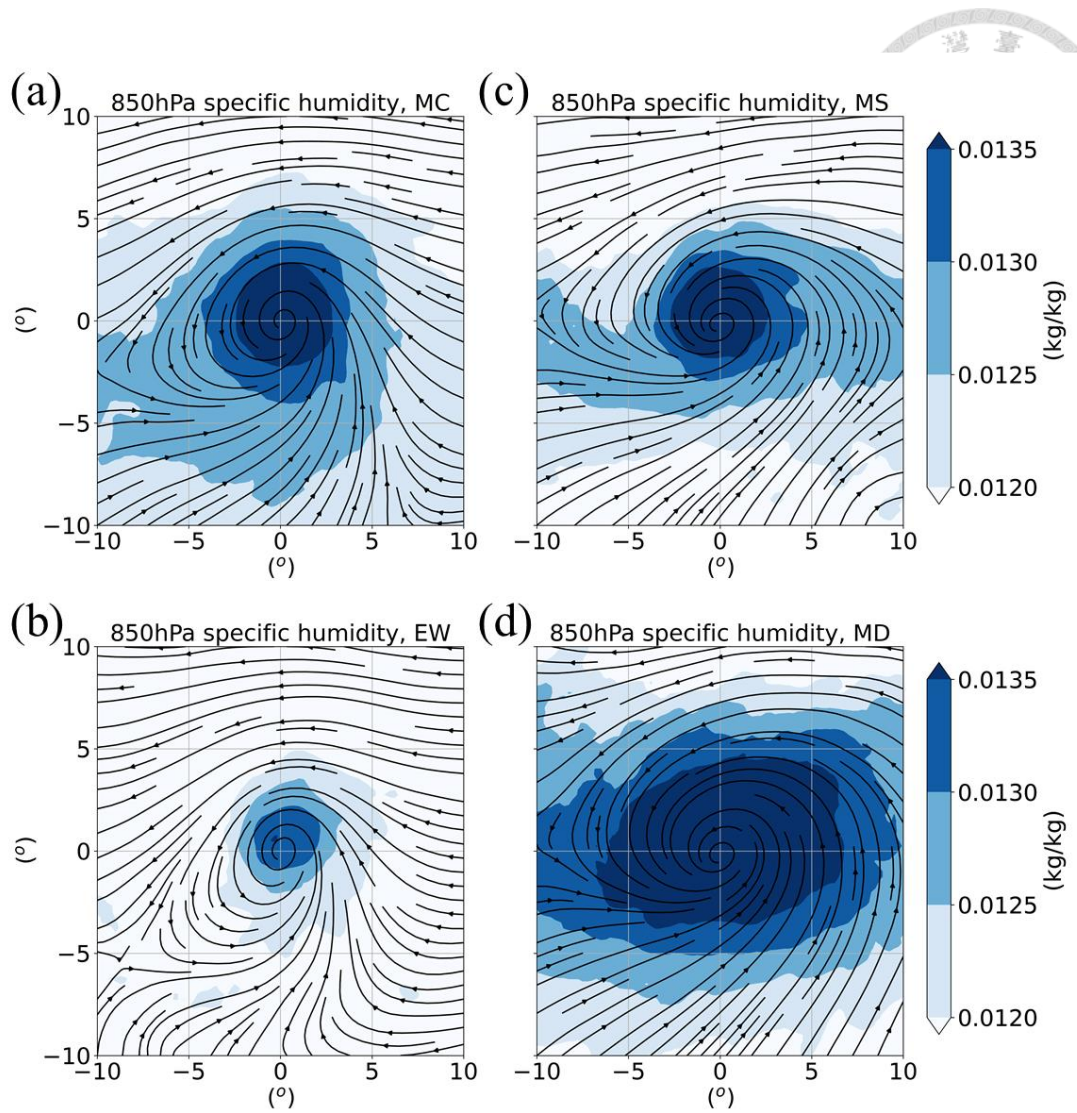 (a)
850hPa specific humidity, MC
10
5
0
−5
−10
(°)
−10 −5 0 5 10
(°)
(c)
850hPa specific humidity, MS
−10 −5 0 5 10
(°)
0.0135
0.0130
0.0125
0.0120
(kg/kg)
(b)
850hPa specific humidity, EW
10
5
0
−5
−10
(°)
−10 −5 0 5 10
(°)
(d)
850hPa specific humidity, MD
−10 −5 0 5 10
(°)
0.0135
0.0130
0.0125
0.0120
(kg/kg)